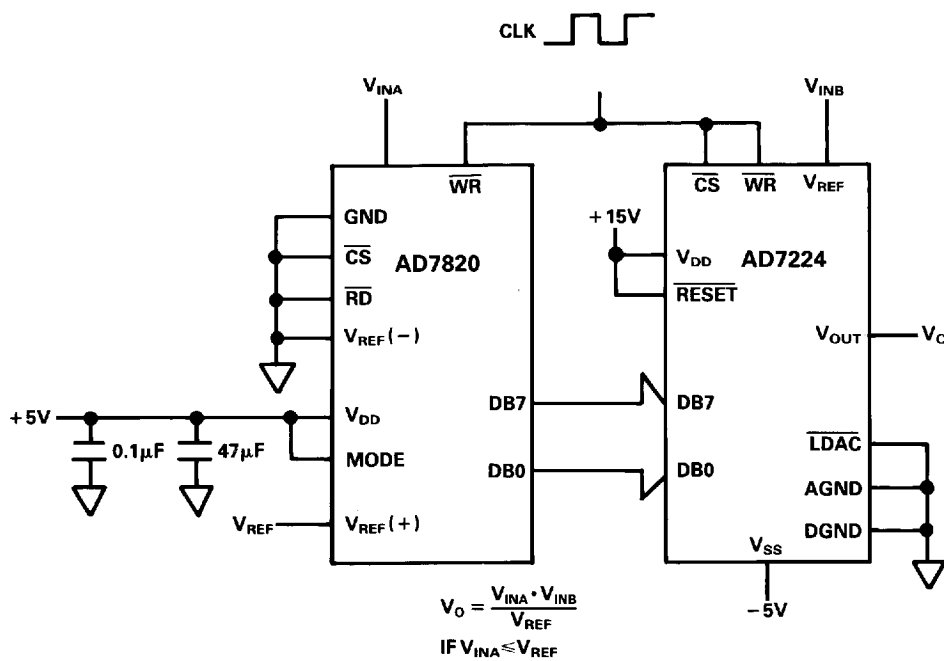 CLK
V_INA
V_INB
WR
CS
WR
V_REF
GND
CS
AD7820
RD
V_REF(-)
+15V
V_DD
AD7224
RESET
V_OUT
+5V
V_DD
0.1µF
47µF
MODE
DB7
DB0
DB7
DB0
LDAC
AGND
DGND
V_REF
V_REF(+)
V_SS
-5V
V_O = V_INA · V_INB / V_REF
IF V_INA ≤ V_REF